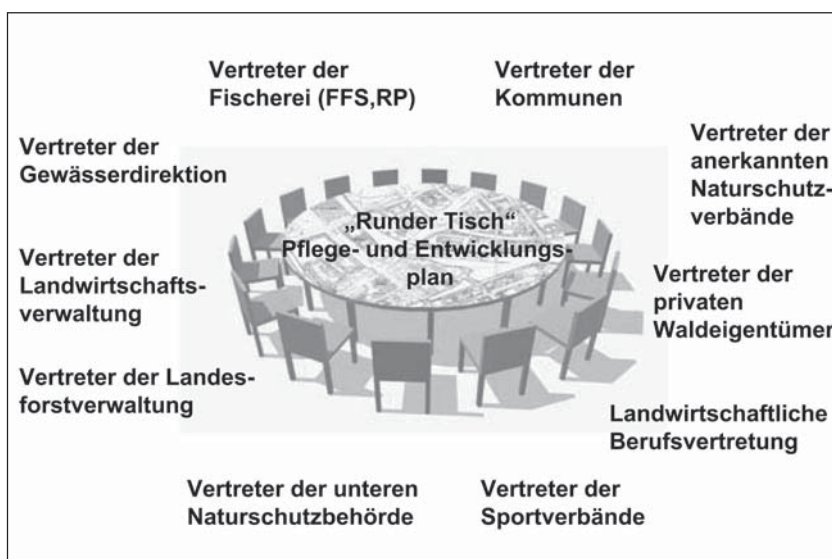 Vertreter der
Fischerei (FFS,RP)
Vertreter der
Kommunen
Vertreter der
Gewässerdirektion
Vertreter der
anerkannten
Naturschutz-
verbände
„Runder Tisch“
Pflege- und Entwicklungs-
plan
Vertreter der
Landwirtschafts-
verwaltung
Vertreter der
privaten
Waldeigentümer
Vertreter der Landes-
forstverwaltung
Landwirtschaftliche
Berufsvertretung
Vertreter der unteren
Naturschutzbehörde
Vertreter der
Sportverbände